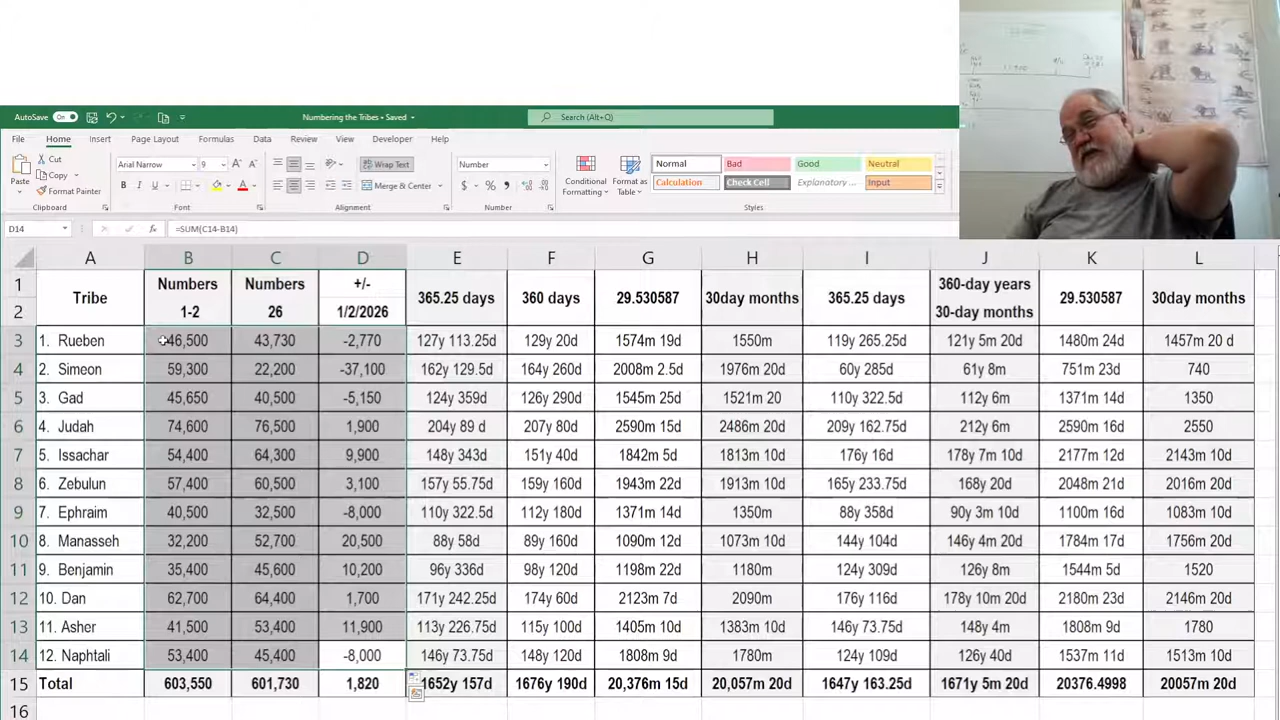 AutoSave On Numbering the Tribes • Saved Search (Alt+Q)
File Home Insert Page Layout Formulas Data Review View Developer Help
Paste Cut Arial Narrow 9 Wrap Text Number Conditional Formatting Format as Table Normal Bad Good Neutral
Copy
Format Painter B I U Merge & Center $ % Calculation Check Cell Explanatory ... Input
Clipboard Font Alignment Number Styles
D14 fx =SUM(C14-B14)
A B C D E F G H I J K L
1 Tribe Numbers Numbers +/- 365.25 days 360 days 29.530587 30day months 365.25 days 360-day years 29.530587 30day months
2 1-2 26 1/2/2026 30-day months
3 1. Rueben 46,500 43,730 -2,770 127y 113.25d 129y 20d 1574m 19d 1550m 119y 265.25d 121y 5m 20d 1480m 24d 1457m 20 d
4 2. Simeon 59,300 22,200 -37,100 162y 129.5d 164y 260d 2008m 2.5d 1976m 20d 60y 285d 61y 8m 751m 23d 740
5 3. Gad 45,650 40,500 -5,150 124y 359d 126y 290d 1545m 25d 1521m 20 110y 322.5d 112y 6m 1371m 14d 1350
6 4. Judah 74,600 76,500 1,900 204y 89 d 207y 80d 2590m 15d 2486m 20d 209y 162.75d 212y 6m 2590m 16d 2550
7 5. Issachar 54,400 64,300 9,900 148y 343d 151y 40d 1842m 5d 1813m 10d 176y 16d 178y 7m 10d 2177m 12d 2143m 10d
8 6. Zebulun 57,400 60,500 3,100 157y 55.75d 159y 160d 1943m 22d 1913m 10d 165y 233.75d 168y 20d 2048m 21d 2016m 20d
9 7. Ephraim 40,500 32,500 -8,000 110y 322.5d 112y 180d 1371m 14d 1350m 88y 358d 90y 3m 10d 1100m 16d 1083m 10d
10 8. Manasseh 32,200 52,700 20,500 88y 58d 89y 160d 1090m 12d 1073m 10d 144y 104d 146y 4m 20d 1784m 17d 1756m 20d
11 9. Benjamin 35,400 45,600 10,200 96y 336d 98y 120d 1198m 22d 1180m 124y 309d 126y 8m 1544m 5d 1520
12 10. Dan 62,700 64,400 1,700 171y 242.25d 174y 60d 2123m 7d 2090m 176y 116d 178y 10m 20d 2180m 23d 2146m 20d
13 11. Asher 41,500 53,400 11,900 113y 226.75d 115y 100d 1405m 10d 1383m 10d 146y 73.75d 148y 4m 1808m 9d 1780
14 12. Naphtali 53,400 45,400 -8,000 146y 73.75d 148y 120d 1808m 9d 1780m 124y 109d 126y 40d 1537m 11d 1513m 10d
15 Total 603,550 601,730 1,820 1652y 157d 1676y 190d 20,376m 15d 20,057m 20d 1647y 163.25d 1671y 5m 20d 20376.4988 20057m 20d
16